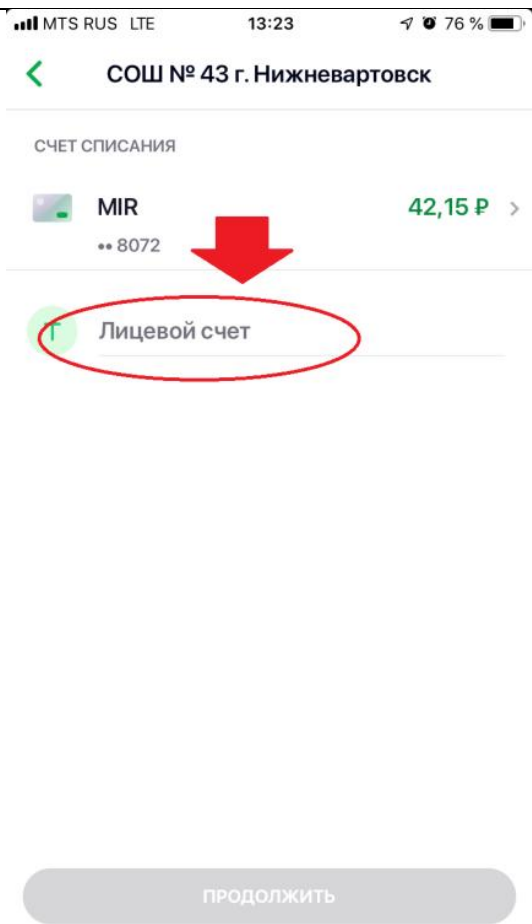 MTS RUS LTE 13:23 76 %
СОШ № 43 г. Нижневартовск
СЧЕТ СПИСАНИЯ
MIR 42,15 ₽
•• 8072
Т Лицевой счет
ПРОДОЛЖИТЬ